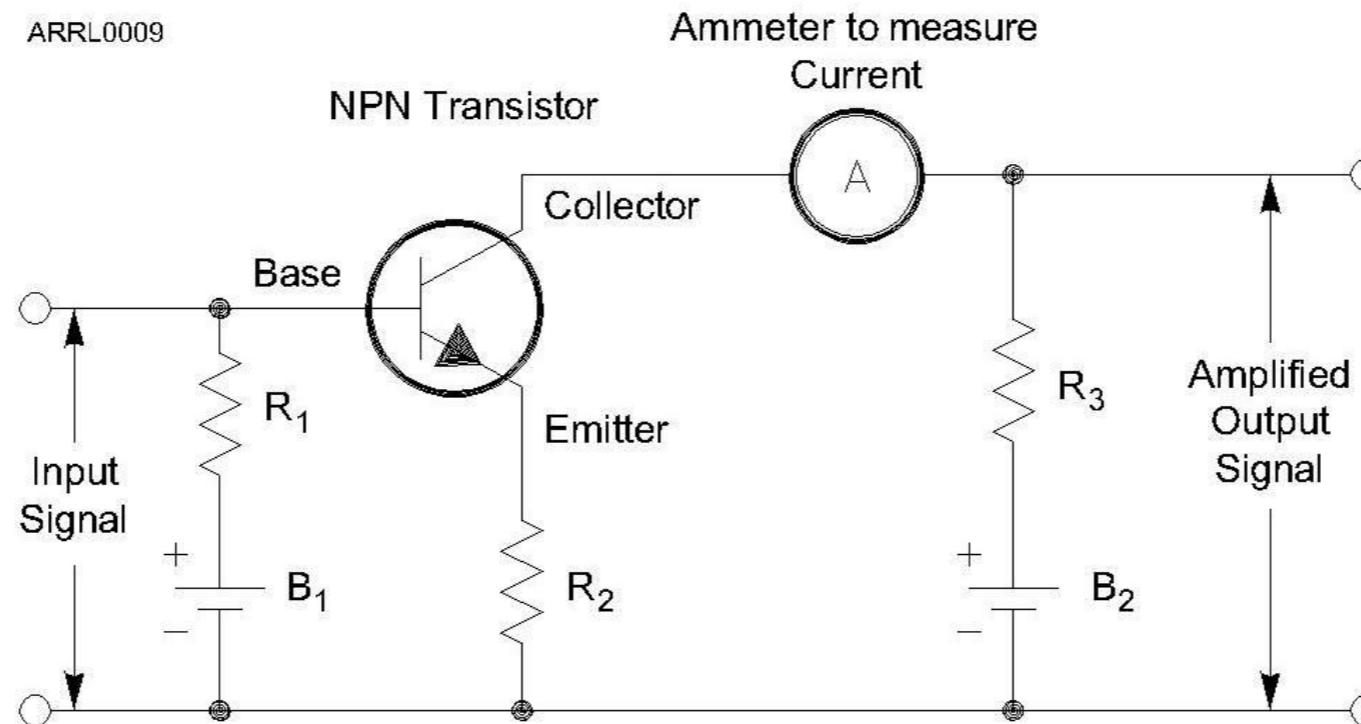 ARRL0009
Ammeter to measure
Current
NPN Transistor
A
Collector
Base
R1
Emitter
R3
Amplified
Output
Signal
Input
Signal
+
B1
−
R2
+
B2
−